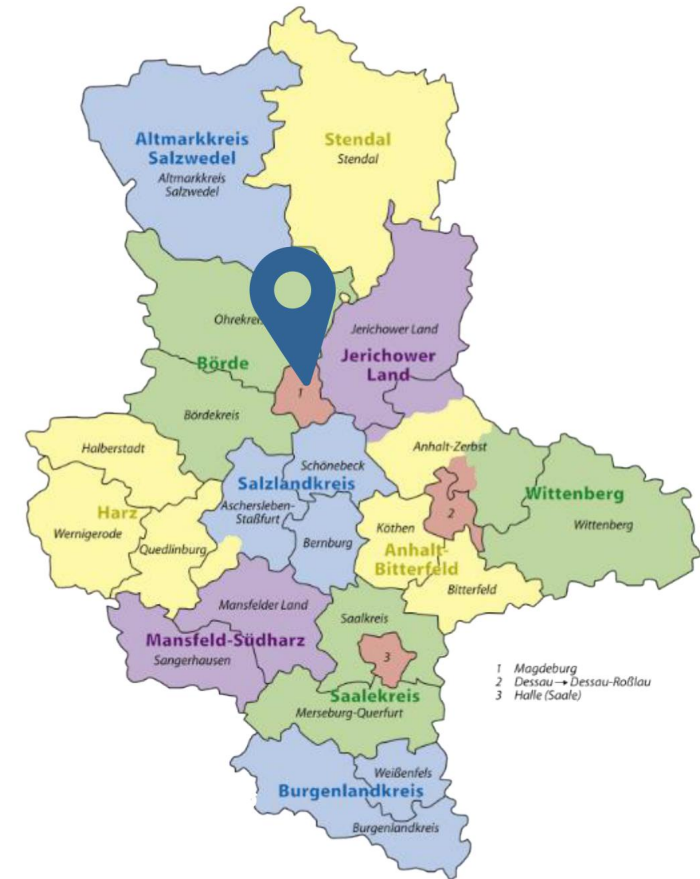 Altmarkkreis
Salzwedel
Altmarkkreis
Salzwedel
Stendal
Stendal
Ohrekreis
Börde
Bördekreis
Jerichower Land
Jerichower
Land
1
Halberstadt
Harz
Wernigerode
Quedlinburg
Schönebeck
Salzlandkreis
Aschersleben-
Staßfurt
Bernburg
Anhalt-Zerbst
2
Köthen
Anhalt-
Bitterfeld
Bitterfeld
Wittenberg
Wittenberg
Mansfelder Land
Mansfeld-Südharz
Sangerhausen
Saalkreis
3
Saalekreis
Merseburg-Querfurt
Weißenfels
Burgenlandkreis
Burgenlandkreis
1 Magdeburg
2 Dessau → Dessau-Roßlau
3 Halle (Saale)